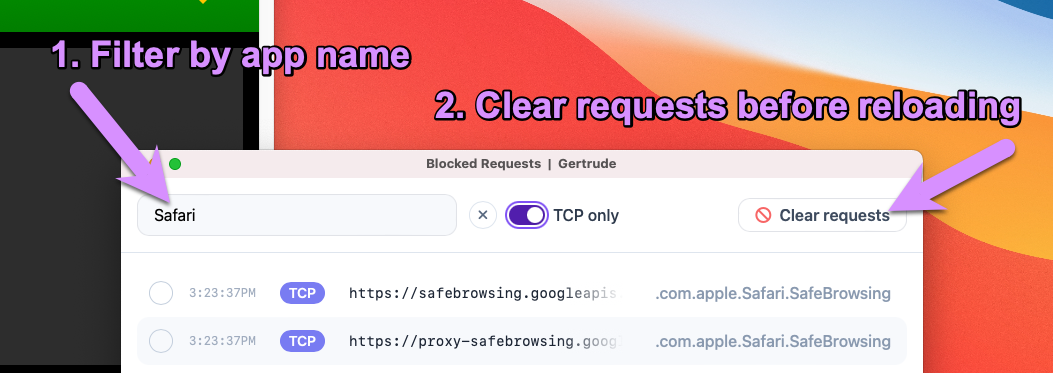 1. Filter by app name
2. Clear requests before reloading
Blocked Requests | Gertrude
Safari
TCP only
Clear requests
3:23:37PM TCP https://safebrowsing.googleapis. .com.apple.Safari.SafeBrowsing
3:23:37PM TCP https://proxy-safebrowsing.goog .com.apple.Safari.SafeBrowsing